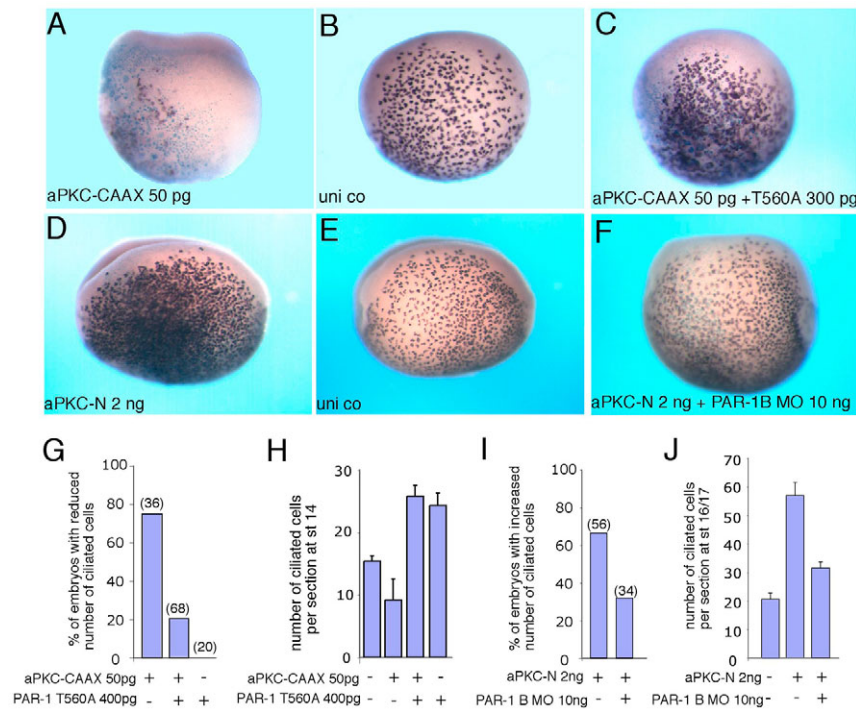 A
B
C
aPKC-CAAX 50 pg
uni co
aPKC-CAAX 50 pg +T560A 300 pg
D
E
F
aPKC-N 2 ng
uni co
aPKC-N 2 ng + PAR-1B MO 10 ng
G
% of embryos with reduced
number of ciliated cells
100
80
60
40
20
0
(36)
(68)
(20)
aPKC-CAAX 50pg + + -
PAR-1 T560A 400pg - + +
H
number of ciliated cells
per section at st 14
30
20
10
0
aPKC-CAAX 50pg - + + -
PAR-1 T560A 400pg - - + +
I
% of embryos with increased
number of ciliated cells
100
80
60
40
20
0
(56)
(34)
aPKC-N 2ng + +
PAR-1 B MO 10ng - +
J
number of ciliated cells
per section at st 16/17
70
60
50
40
30
20
10
0
aPKC-N 2ng - + +
PAR-1 B MO 10ng - - +